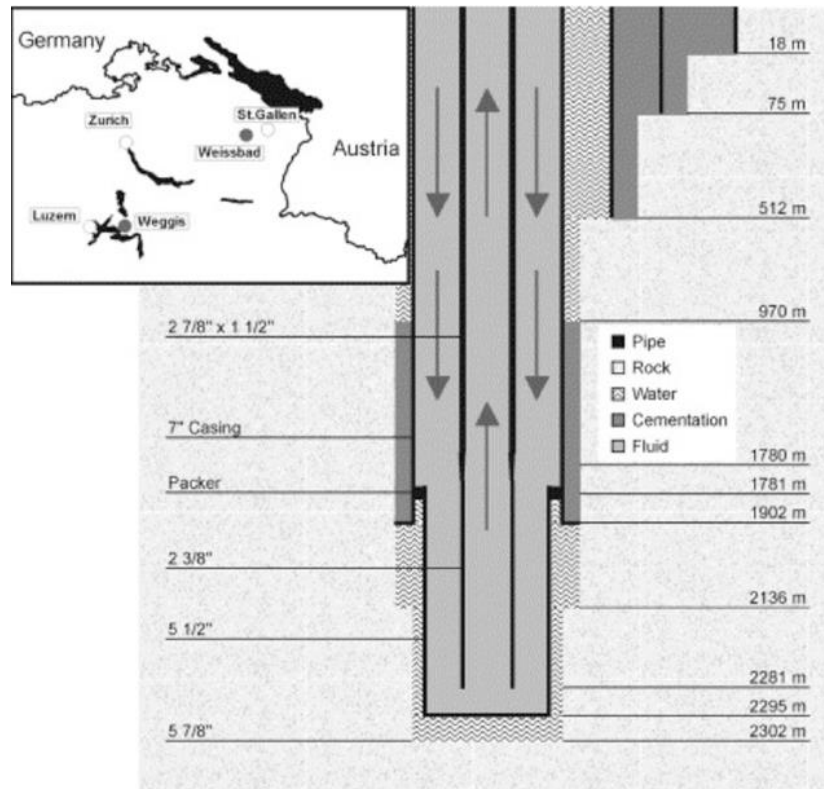 Germany
Zurich
St.Gallen
Weissbad
Austria
Luzern
Weggis
18 m
75 m
512 m
970 m
2 7/8" x 1 1/2"
Pipe
Rock
Water
Cementation
Fluid
7" Casing
1780 m
Packer
1781 m
1902 m
2 3/8"
2136 m
5 1/2"
2281 m
2295 m
5 7/8"
2302 m